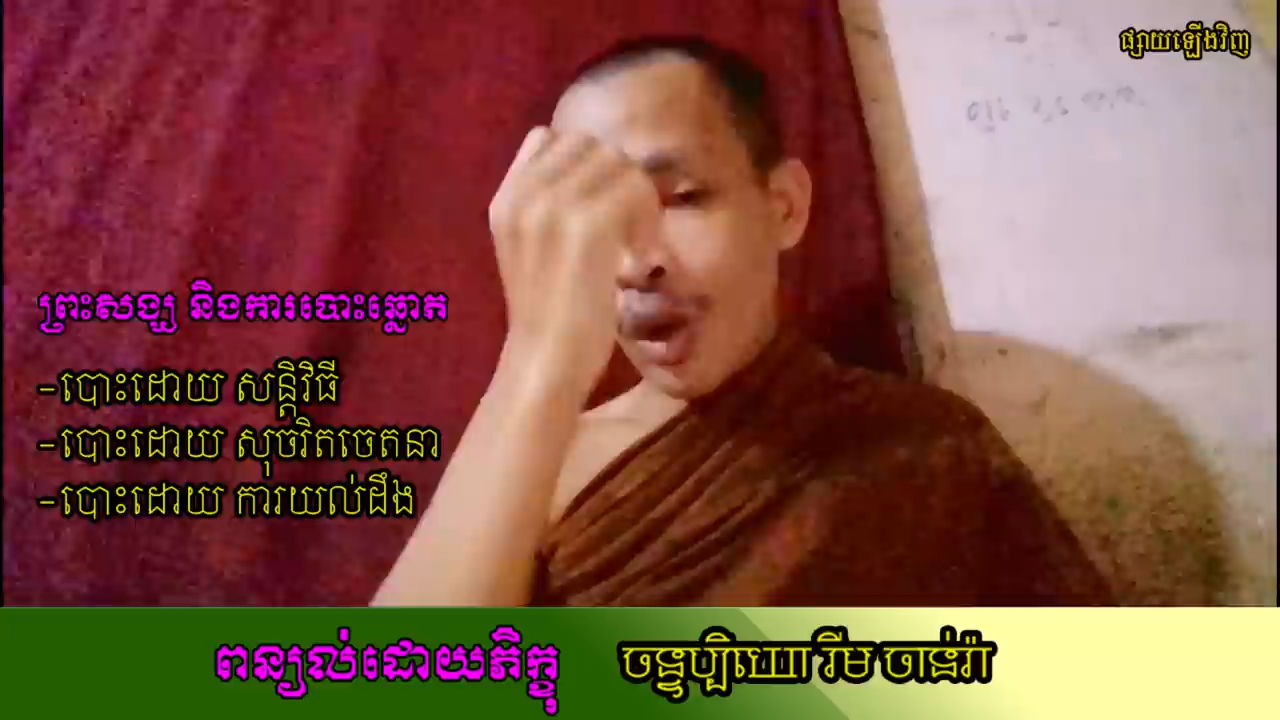 ផ្សាយឡើងវិញ
ព្រះសង្ឃ និងការបោះឆ្នោត
-បោះដោយ សន្តិវិធី
-បោះដោយ សុចរិតចេតនា
-បោះដោយ ការយល់ដឹង
ពន្យល់ដោយភិក្ខុ ចន្ទប្បិយោ រឹម ចាន់រ៉ា